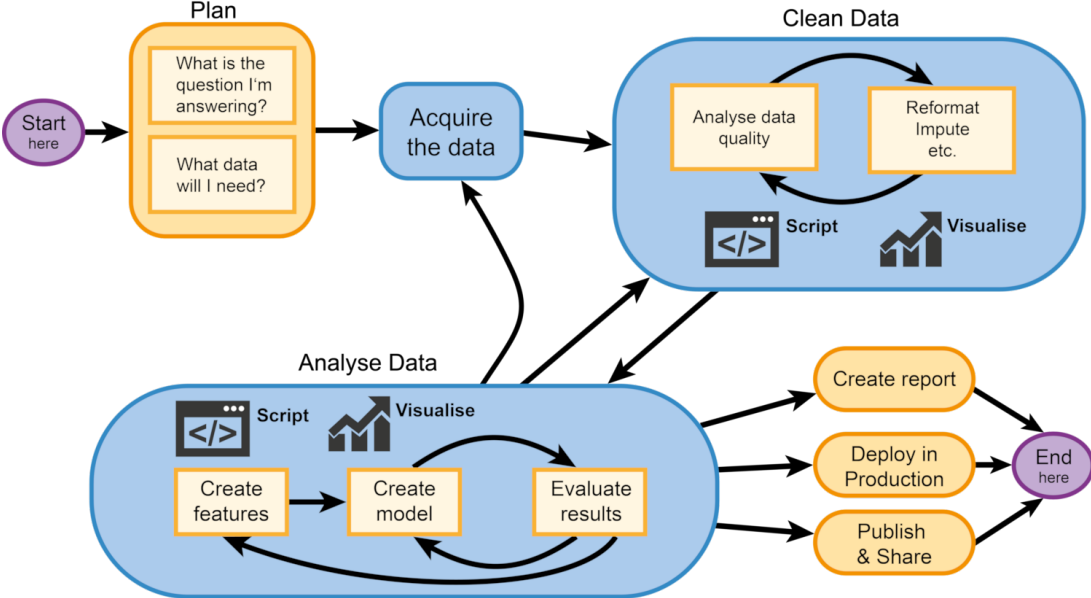 Plan
Clean Data
Start
here
What is the
question I'm
answering?
What data
will I need?
Acquire
the data
Analyse data
quality
Reformat
Impute
etc.
</>
Script
Visualise
Analyse Data
</>
Script
Visualise
Create
features
Create
model
Evaluate
results
Create report
Deploy in
Production
Publish
& Share
End
here